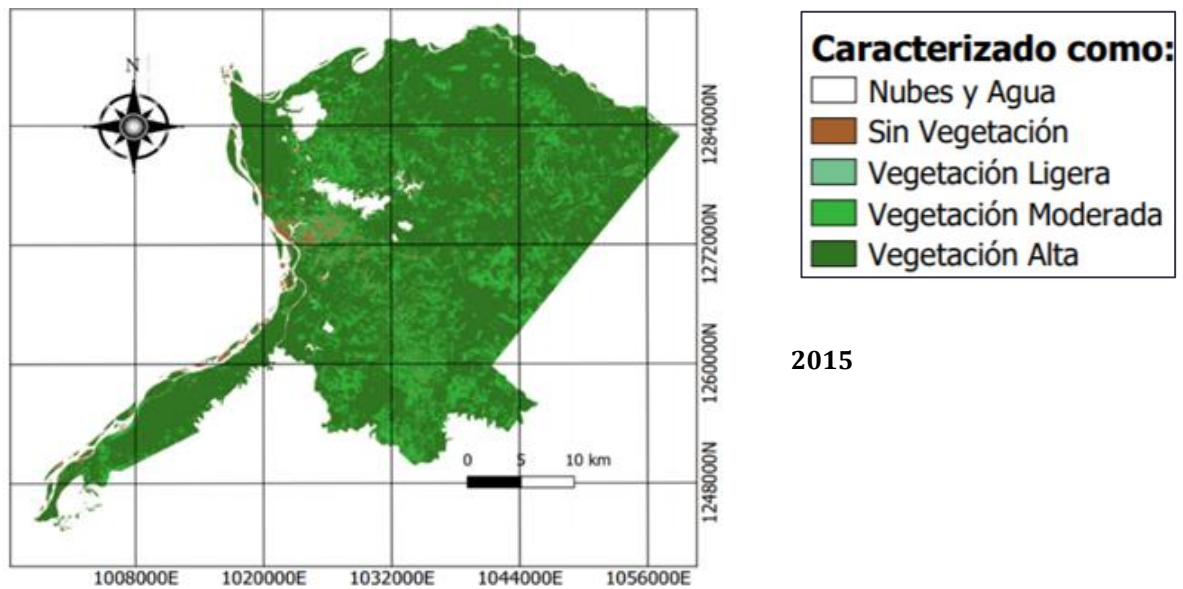 N
Caracterizado como:
Nubes y Agua
Sin Vegetación
Vegetación Ligera
Vegetación Moderada
Vegetación Alta
2015
1284000N
1272000N
1260000N
1248000N
0 5 10 km
1008000E 1020000E 1032000E 1044000E 1056000E